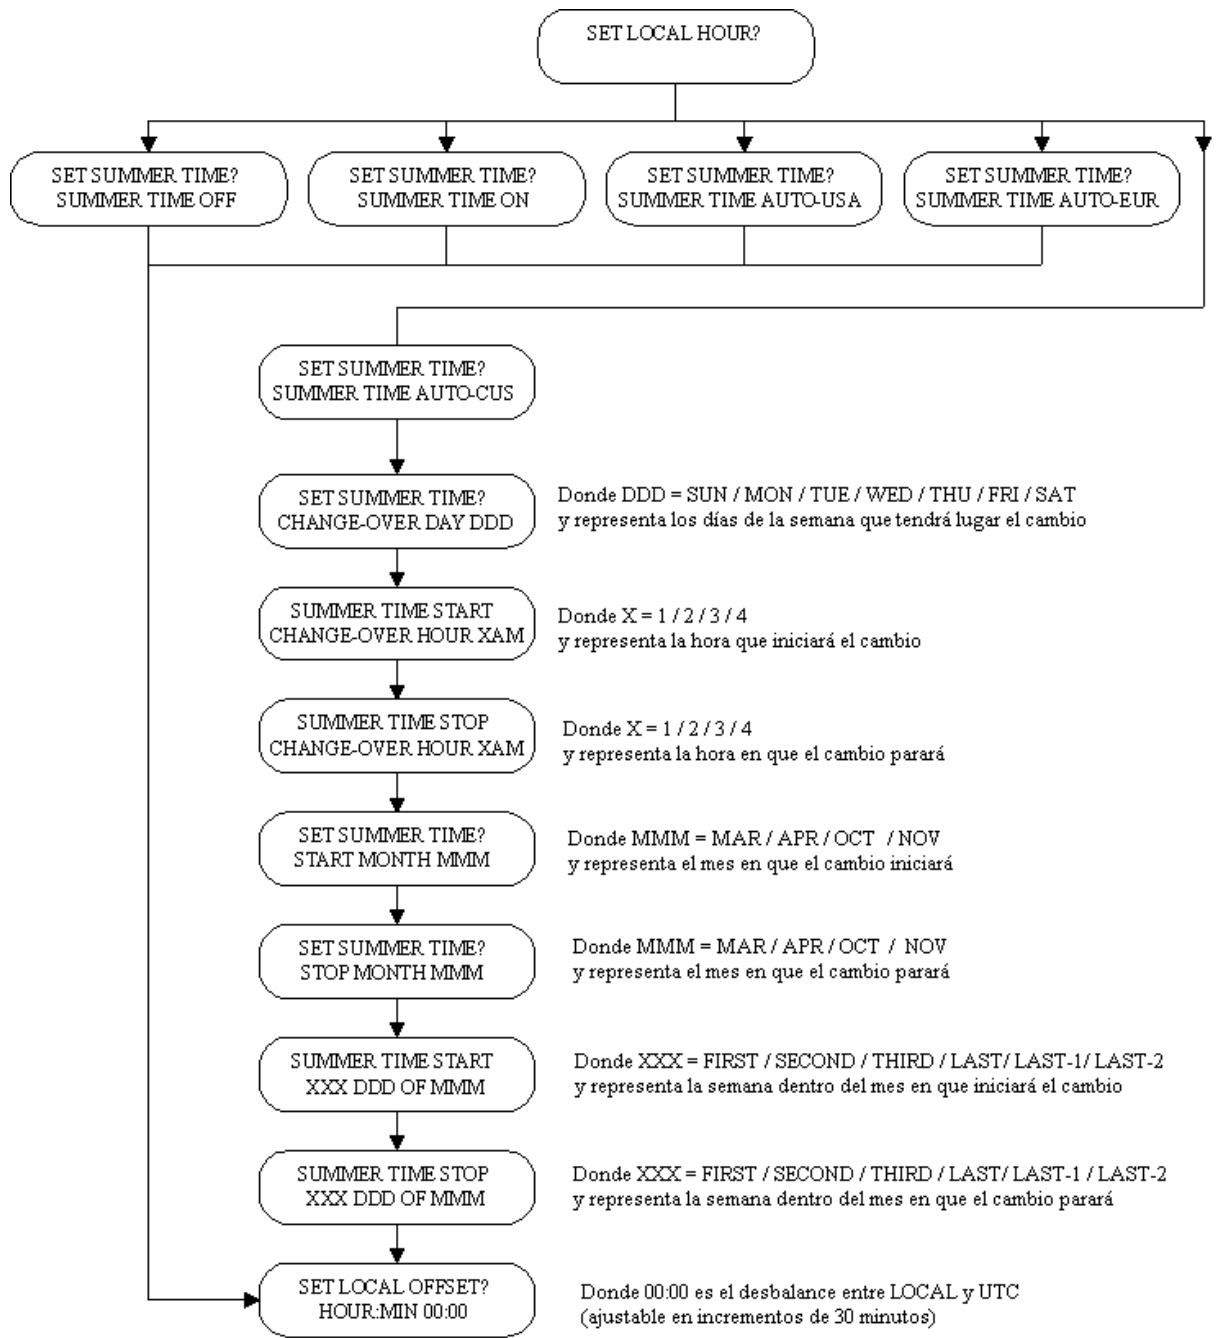 SET LOCAL HOUR?
SET SUMMER TIME?
SUMMER TIME OFF
SET SUMMER TIME?
SUMMER TIME ON
SET SUMMER TIME?
SUMMER TIME AUTO-USA
SET SUMMER TIME?
SUMMER TIME AUTO-EUR
SET SUMMER TIME?
SUMMER TIME AUTO-CUS
SET SUMMER TIME?
CHANGE-OVER DAY DDD
Donde DDD = SUN / MON / TUE / WED / THU / FRI / SAT
y representa los días de la semana que tendrá lugar el cambio
SUMMER TIME START
CHANGE-OVER HOUR XAM
Donde X = 1 / 2 / 3 / 4
y representa la hora que iniciará el cambio
SUMMER TIME STOP
CHANGE-OVER HOUR XAM
Donde X = 1 / 2 / 3 / 4
y representa la hora en que el cambio parará
SET SUMMER TIME?
START MONTH MMM
Donde MMM = MAR / APR / OCT / NOV
y representa el mes en que el cambio iniciará
SET SUMMER TIME?
STOP MONTH MMM
Donde MMM = MAR / APR / OCT / NOV
y representa el mes en que el cambio parará
SUMMER TIME START
XXX DDD OF MMM
Donde XXX = FIRST / SECOND / THIRD / LAST/ LAST-1/ LAST-2
y representa la semana dentro del mes en que iniciará el cambio
SUMMER TIME STOP
XXX DDD OF MMM
Donde XXX = FIRST / SECOND / THIRD / LAST/ LAST-1 / LAST-2
y representa la semana dentro del mes en que el cambio parará
SET LOCAL OFFSET?
HOUR:MIN 00:00
Donde 00:00 es el desbalance entre LOCAL y UTC
(ajustable en incrementos de 30 minutos)